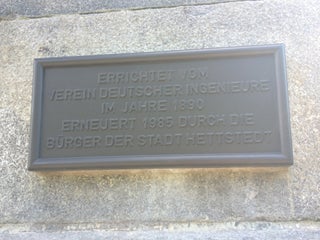 ERRICHTET VOM
VEREIN DEUTSCHER INGENIEURE
IM JAHRE 1890
ERNEUERT 1985 DURCH DIE
BÜRGER DER STADT HETTSTEDT